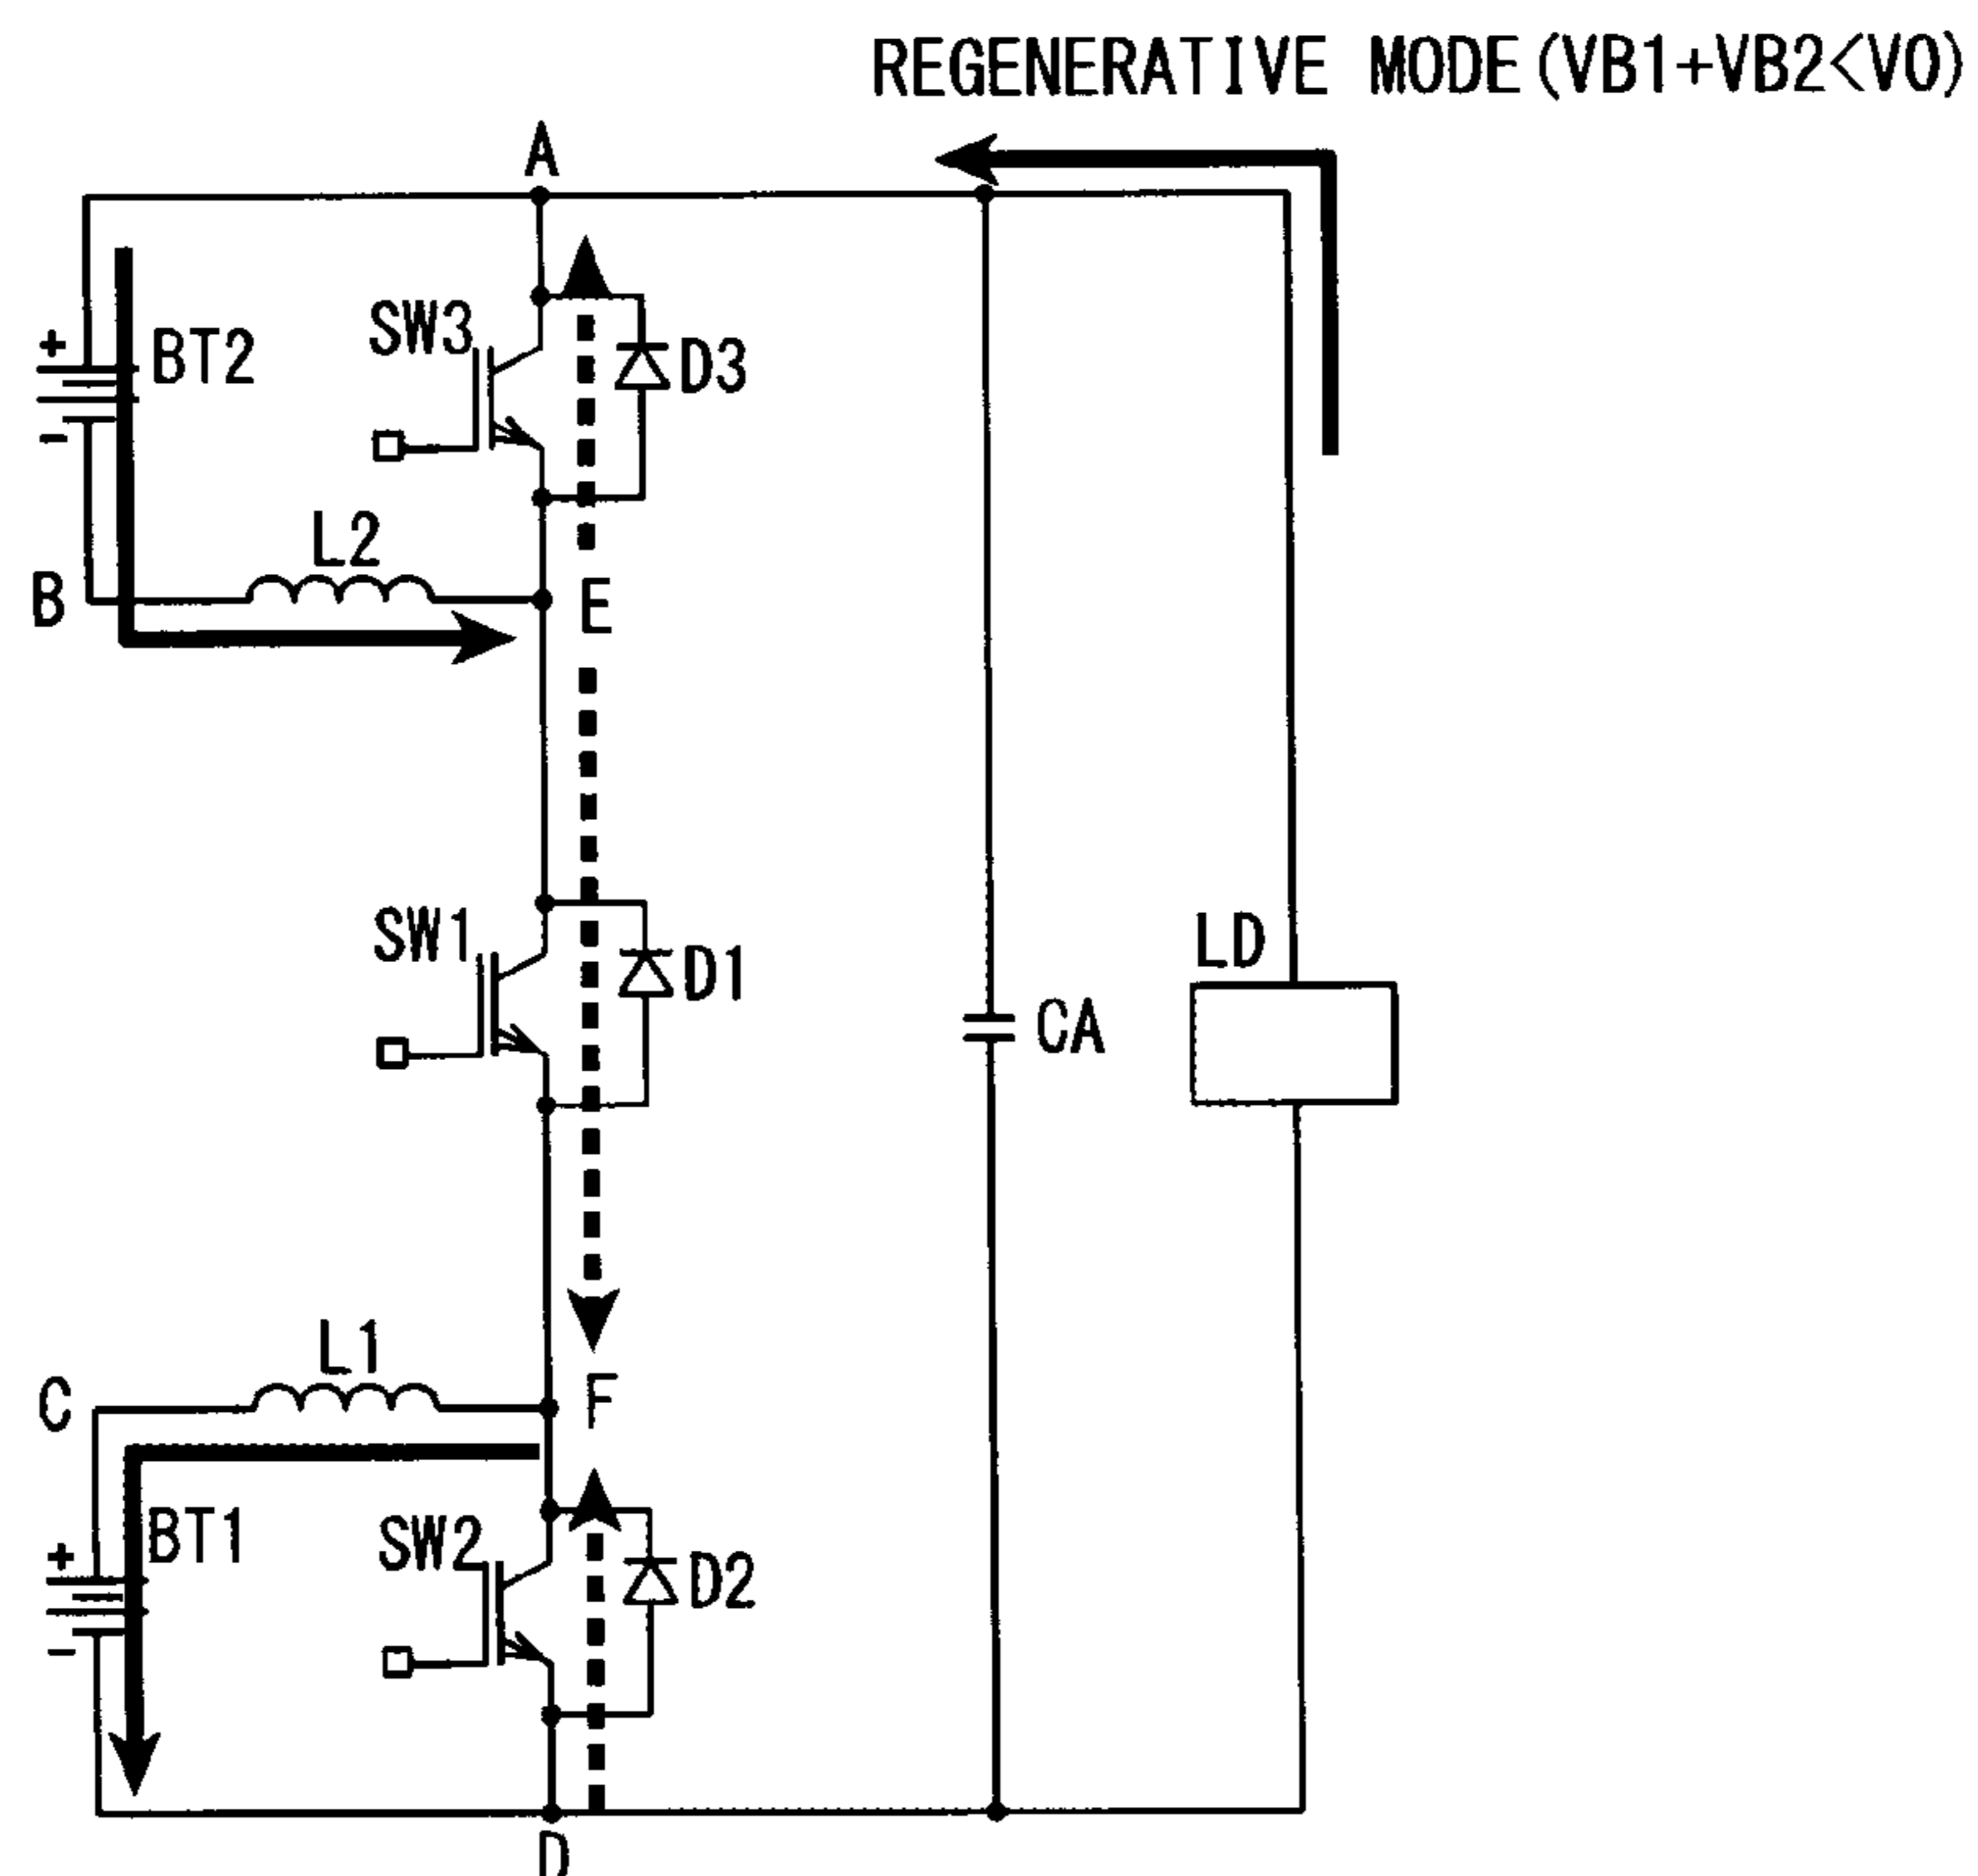 REGENERATIVE MODE(VB1+VB2<VO)
A
SW3
+
BT2
D3
-
L2
B
E
SW1
D1
LD
CA
L1
C
F
BT1
SW2
+
D2
-
D